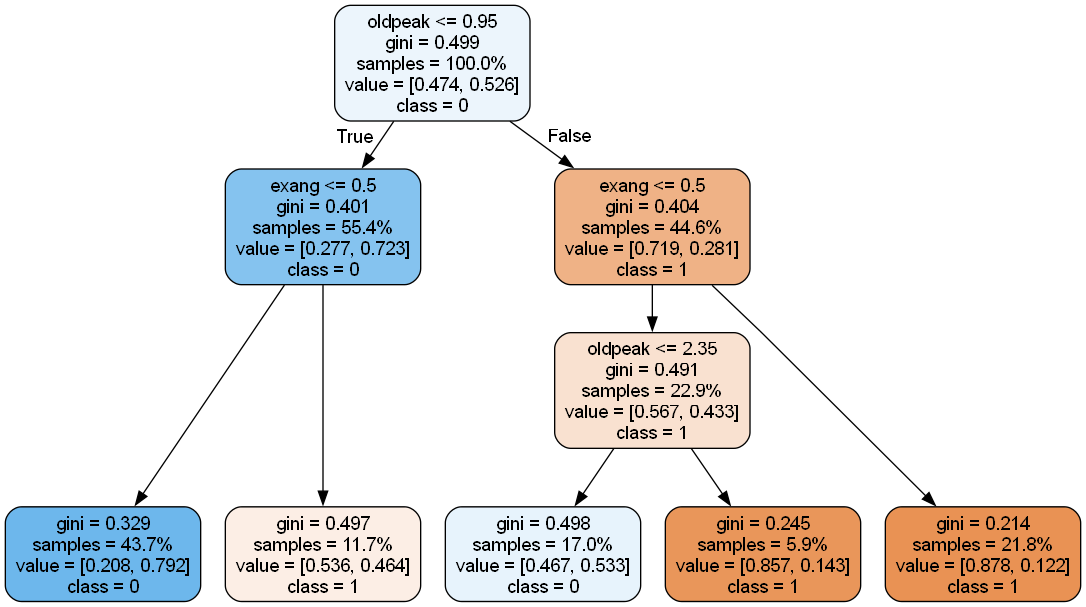 oldpeak <= 0.95
gini = 0.499
samples = 100.0%
value = [0.474, 0.526]
class = 0
True
False
exang <= 0.5
gini = 0.401
samples = 55.4%
value = [0.277, 0.723]
class = 0
exang <= 0.5
gini = 0.404
samples = 44.6%
value = [0.719, 0.281]
class = 1
oldpeak <= 2.35
gini = 0.491
samples = 22.9%
value = [0.567, 0.433]
class = 1
gini = 0.329
samples = 43.7%
value = [0.208, 0.792]
class = 0
gini = 0.497
samples = 11.7%
value = [0.536, 0.464]
class = 1
gini = 0.498
samples = 17.0%
value = [0.467, 0.533]
class = 0
gini = 0.245
samples = 5.9%
value = [0.857, 0.143]
class = 1
gini = 0.214
samples = 21.8%
value = [0.878, 0.122]
class = 1